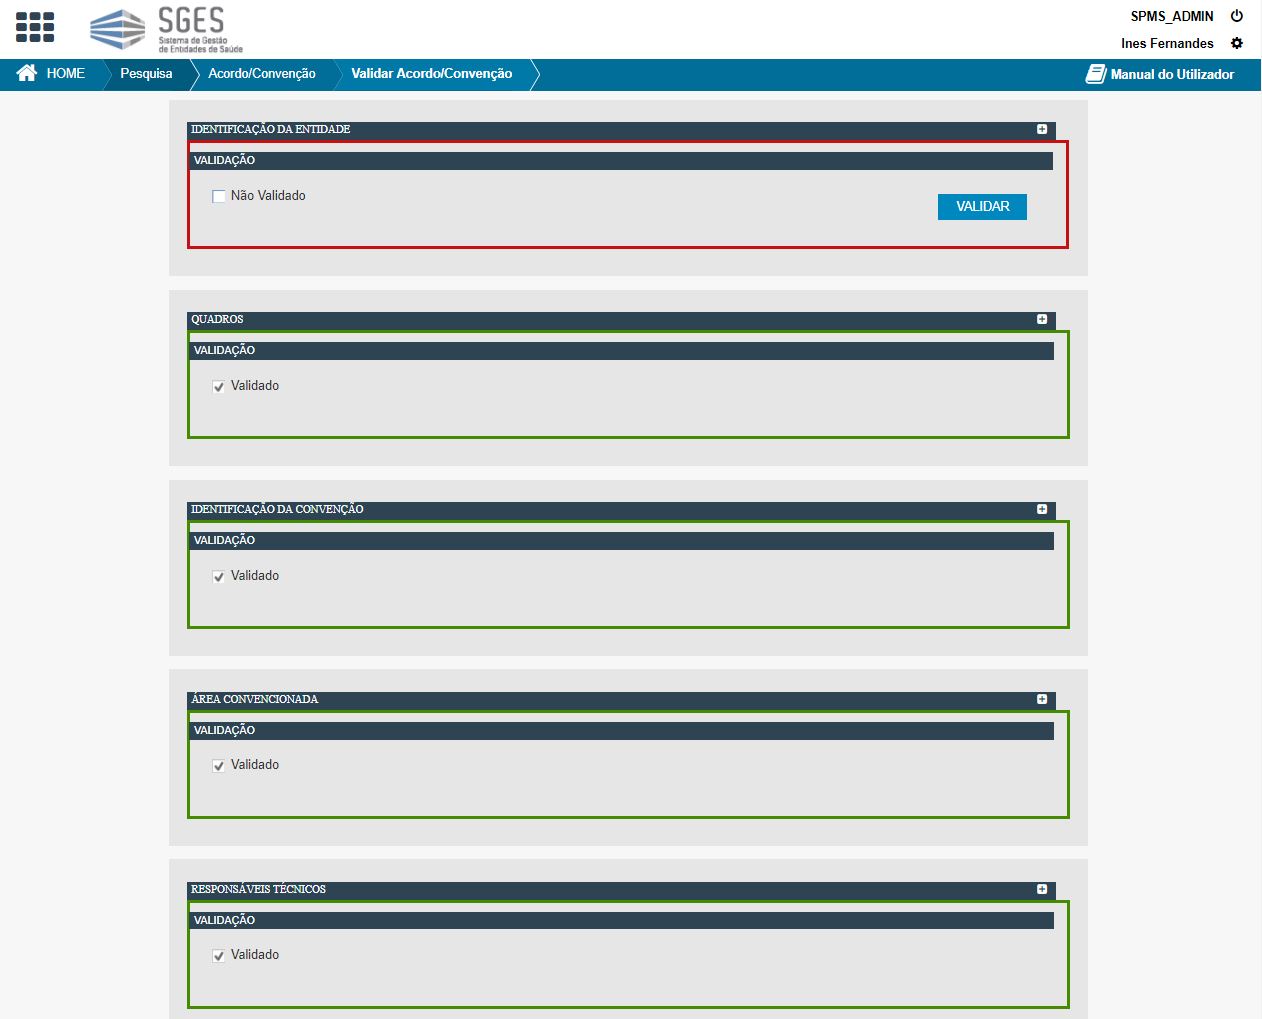 SGES
Sistema de Gestão
de Entidades de Saúde
SPMS_ADMIN
Ines Fernandes
HOME
Pesquisa
Acordo/Convenção
Validar Acordo/Convenção
Manual do Utilizador
IDENTIFICAÇÃO DA ENTIDADE
VALIDAÇÃO
Não Validado
VALIDAR
QUADROS
VALIDAÇÃO
Validado
IDENTIFICAÇÃO DA CONVENÇÃO
VALIDAÇÃO
Validado
ÁREA CONVENCIONADA
VALIDAÇÃO
Validado
RESPONSÁVEIS TÉCNICOS
VALIDAÇÃO
Validado